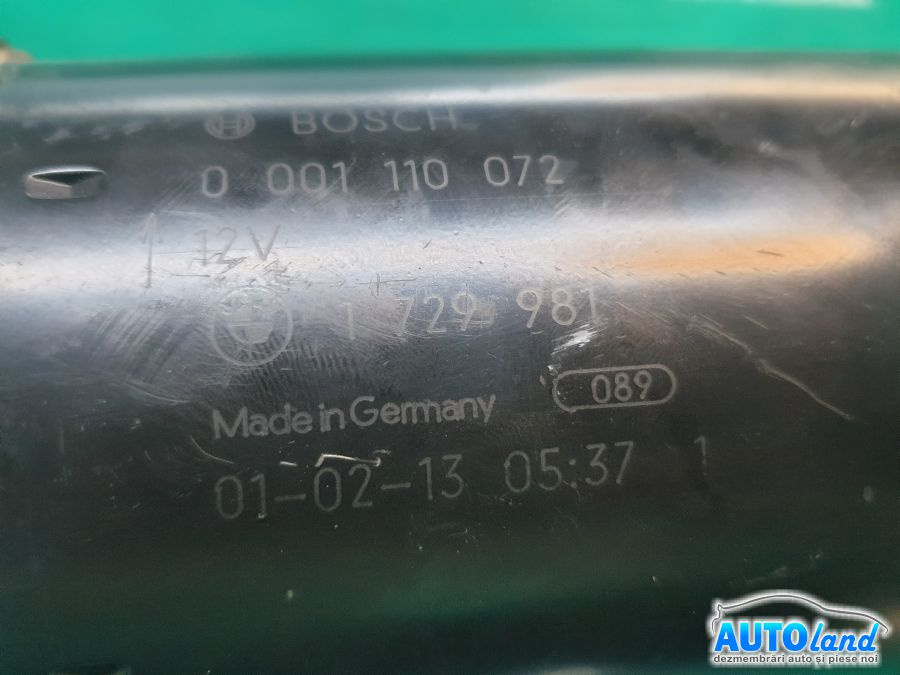 BOSCH
0 001 110 072
12V
1 729 981
089
Made in Germany
01-02-13 05:37 1
AUTOland
dezmembrări auto și piese noi